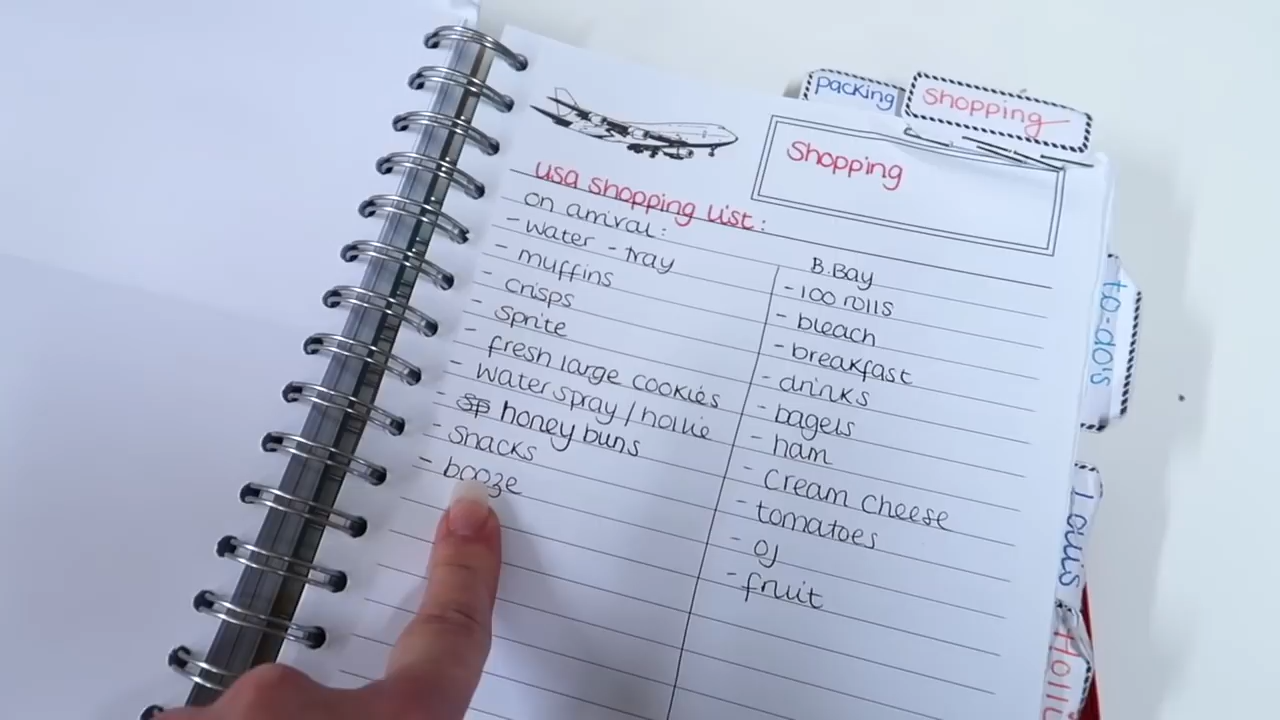 packing
shopping
Shopping
usa shopping list:
on arrival:
- water - tray
- muffins
- crisps
- sprite
- fresh large cookies
- water spray /
- honey buns
- snacks
- booze
B.Bay
- 100 rolls
- bleach
- breakfast
- drinks
- bagels
- ham
- cream cheese
- tomatoes
- OJ
- fruit
to-do's
Louis